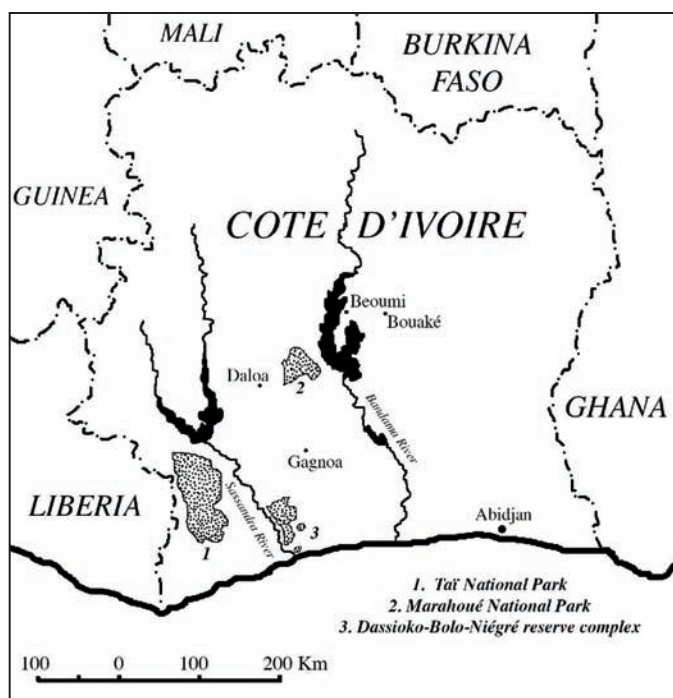 MALI
BURKINA
FASO
GUINEA
COTE D'IVOIRE
Beoumi
Bouaké
Daloa
2
Bandama River
GHANA
Gagnoa
LIBERIA
Sassandra River
1
3
Abidjan
1. Taï National Park
2. Marahoué National Park
3. Dassioko-Bolo-Niégré reserve complex
100 0 100 200 Km